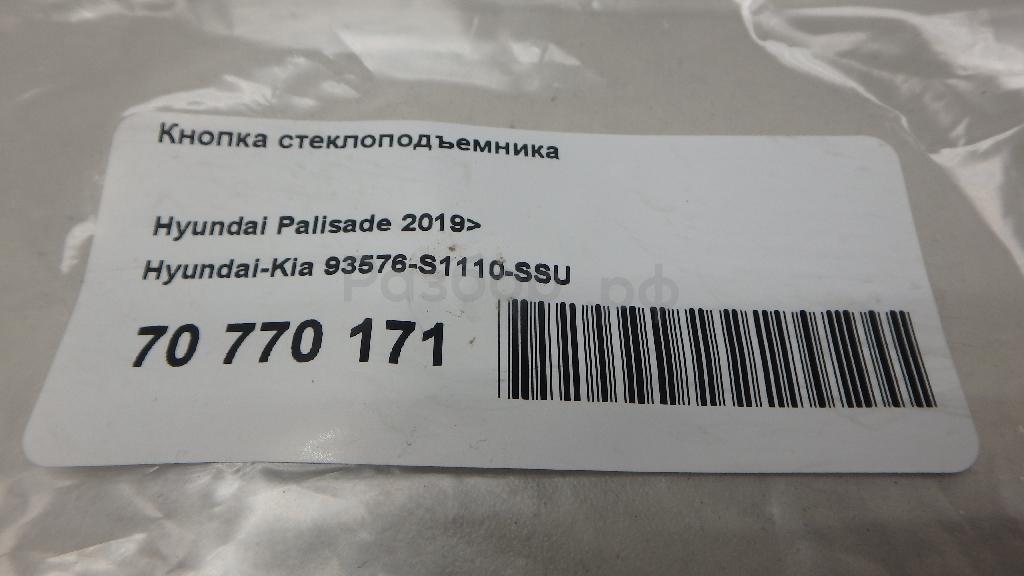 Кнопка стеклоподъемника
Hyundai Palisade 2019>
Hyundai-Kia 93576-S1110-SSU
70 770 171